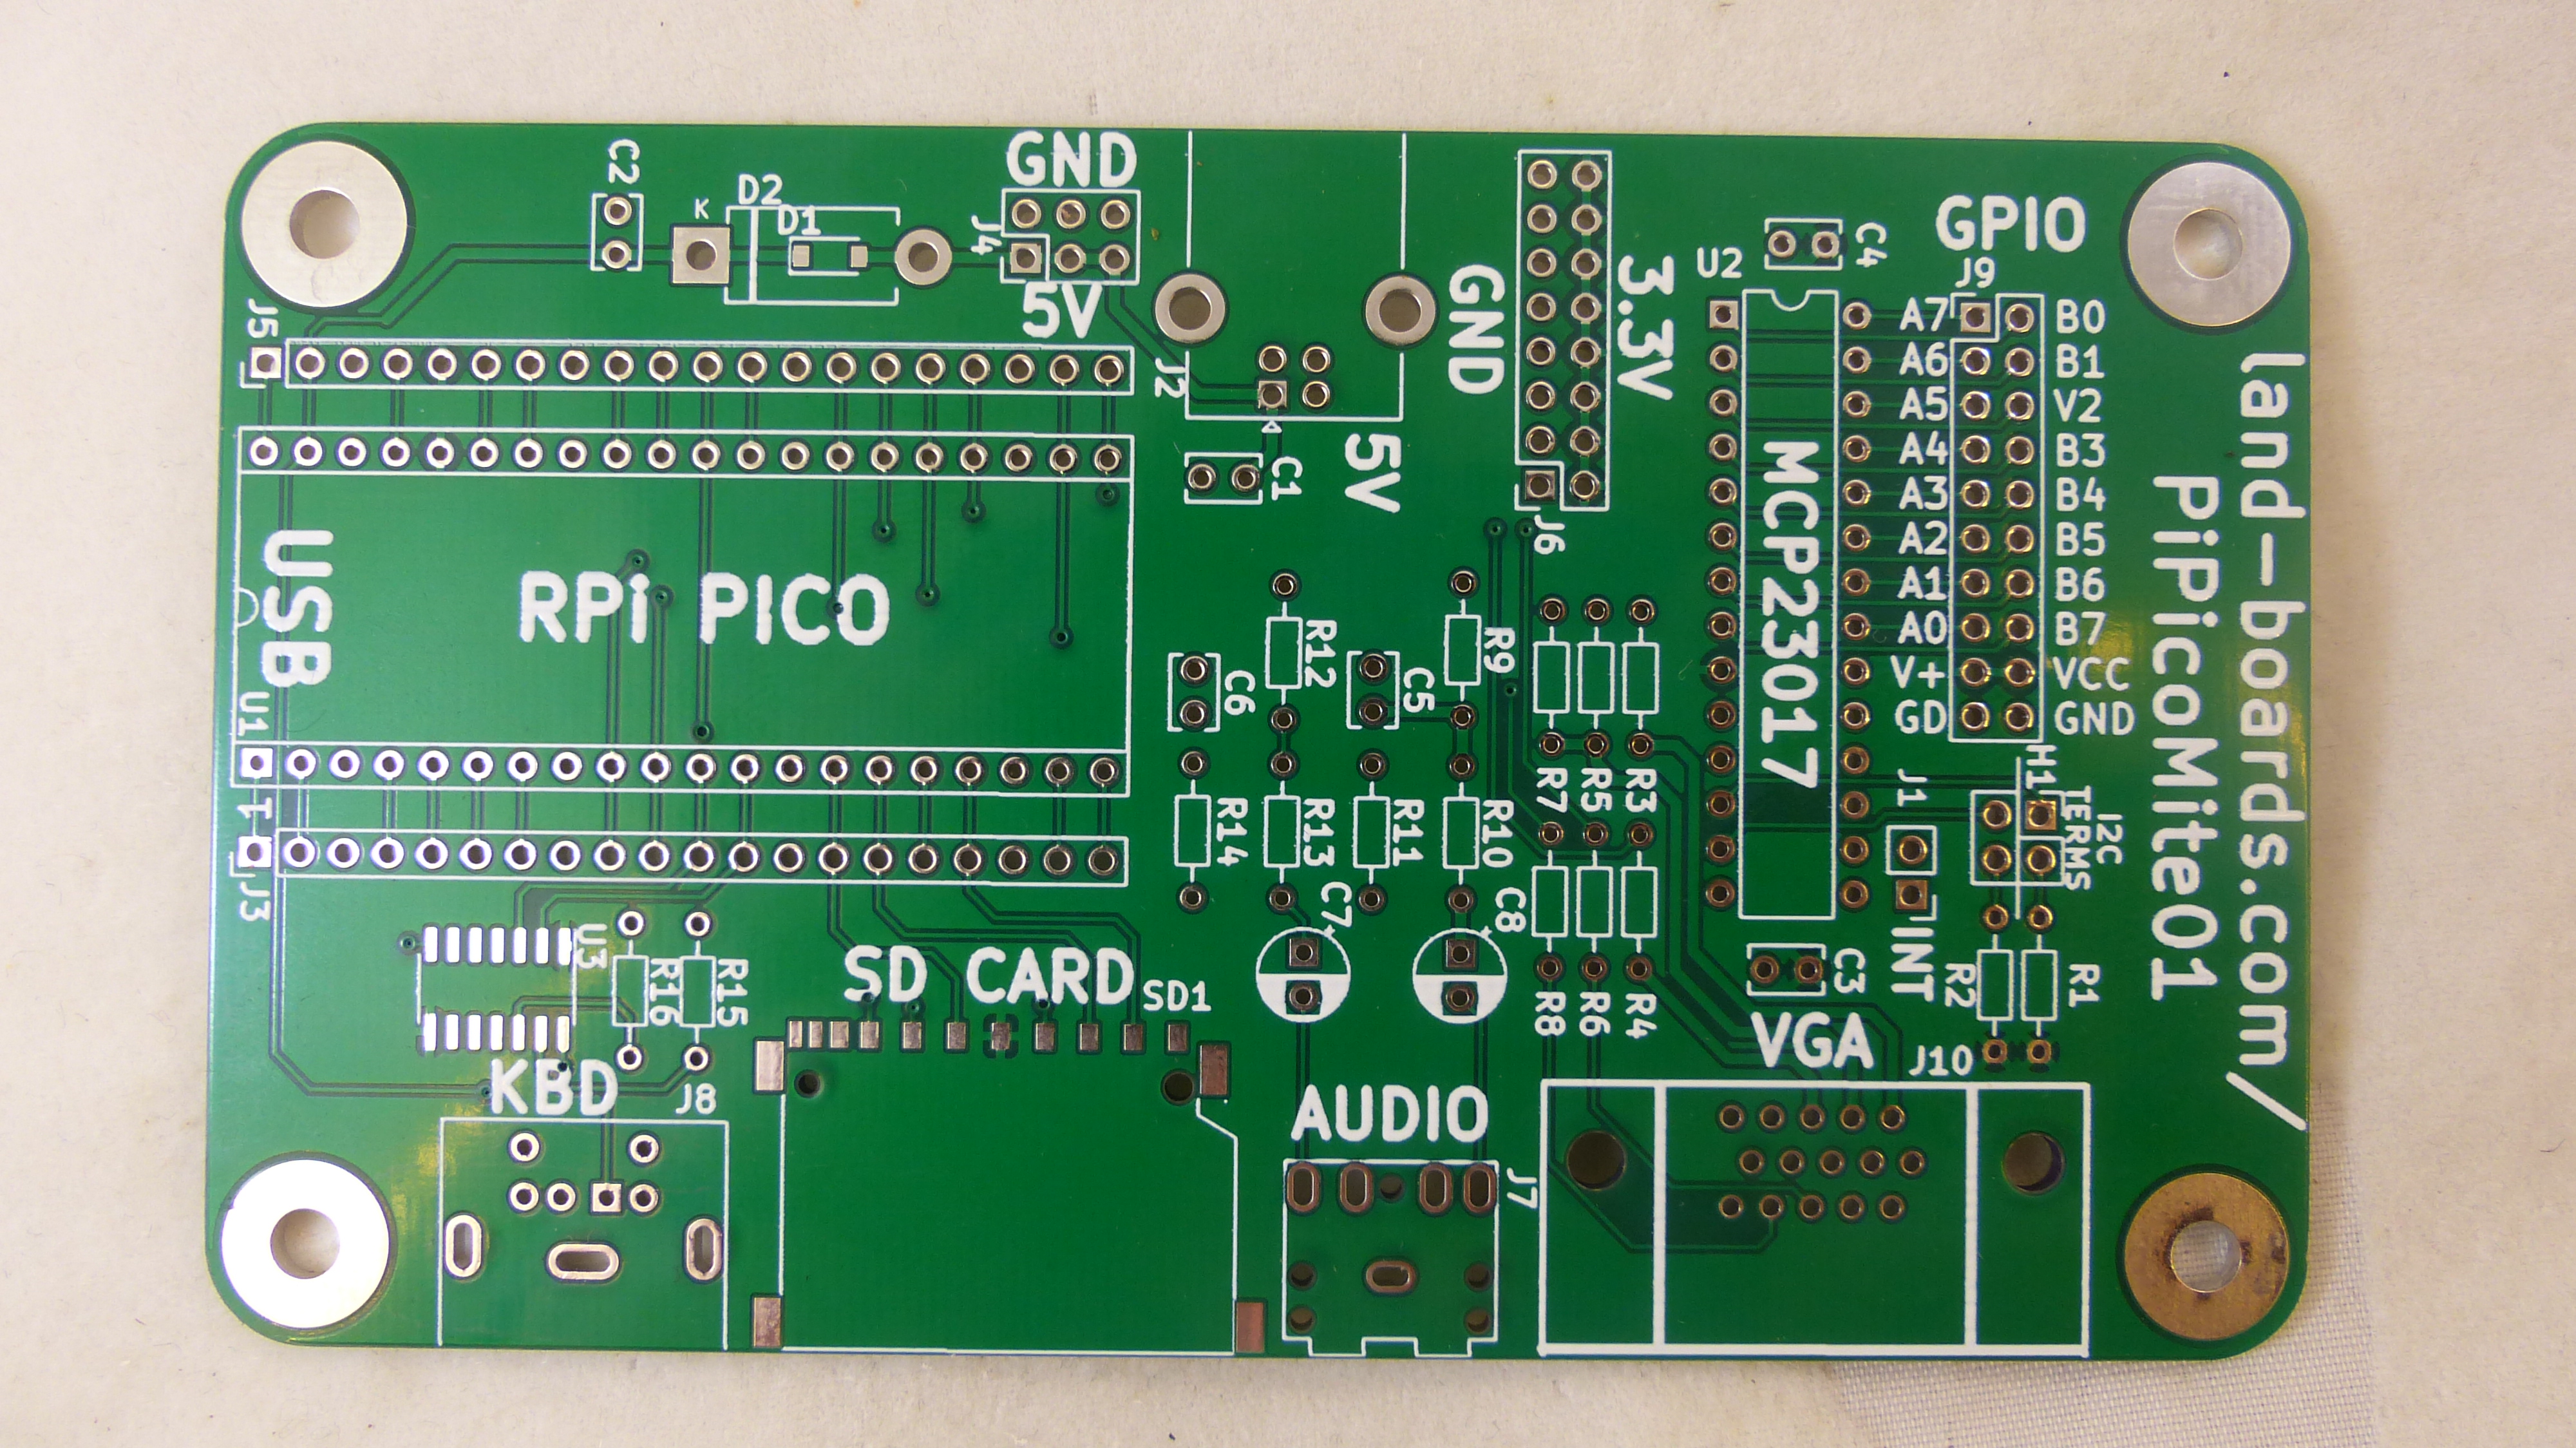 GND
C2
D2
K
D1
J4
5V
J5
J2
C1
5V
GND
3.3V
J6
U2
C4
GPIO
J9
A7 B0
A6 B1
A5 V2
A4 B3
A3 B4
A2 B5
A1 B6
A0 B7
V+ VCC
GD GND
MCP23017
land-boards.com/
PiPicoMite01
USB
RPi PICO
U1
1
J3
R12
R9
C6
C5
R7
R5
R3
R14
R13
R11
R10
J1
H1
I2C
TERMS
INT
C7
C8
U3
R16
R15
SD CARD
SD1
R8
R6
R4
C3
R2
R1
VGA
J10
KBD
J8
AUDIO
J7